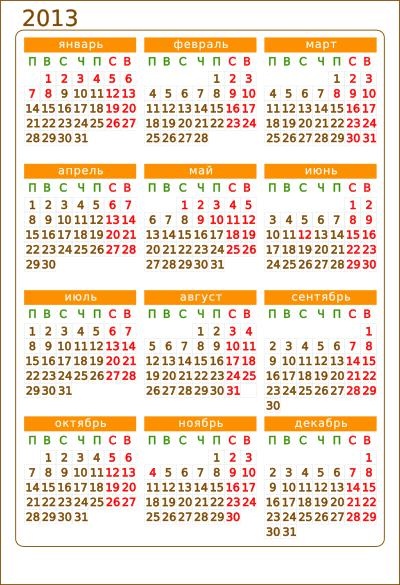 2013
январь февраль март
П В С Ч П С В П В С Ч П С В П В С Ч П С В
1 2 3 4 5 6 1 2 3 1 2 3
7 8 9 10 11 12 13 4 5 6 7 8 9 10 4 5 6 7 8 9 10
14 15 16 17 18 19 20 11 12 13 14 15 16 17 11 12 13 14 15 16 17
21 22 23 24 25 26 27 18 19 20 21 22 23 24 18 19 20 21 22 23 24
28 29 30 31 25 26 27 28 25 26 27 28 29 30 31
апрель май июнь
П В С Ч П С В П В С Ч П С В П В С Ч П С В
1 2 3 4 5 6 7 1 2 3 4 5 1 2
8 9 10 11 12 13 14 6 7 8 9 10 11 12 3 4 5 6 7 8 9
15 16 17 18 19 20 21 13 14 15 16 17 18 19 10 11 12 13 14 15 16
22 23 24 25 26 27 28 20 21 22 23 24 25 26 17 18 19 20 21 22 23
29 30 27 28 29 30 31 24 25 26 27 28 29 30
июль август сентябрь
П В С Ч П С В П В С Ч П С В П В С Ч П С В
1 2 3 4 5 6 7 1 2 3 4 1
8 9 10 11 12 13 14 5 6 7 8 9 10 11 2 3 4 5 6 7 8
15 16 17 18 19 20 21 12 13 14 15 16 17 18 9 10 11 12 13 14 15
22 23 24 25 26 27 28 19 20 21 22 23 24 25 16 17 18 19 20 21 22
29 30 31 26 27 28 29 30 31 23 24 25 26 27 28 29
30
октябрь ноябрь декабрь
П В С Ч П С В П В С Ч П С В П В С Ч П С В
1 2 3 4 5 6 1 2 3 1
7 8 9 10 11 12 13 4 5 6 7 8 9 10 2 3 4 5 6 7 8
14 15 16 17 18 19 20 11 12 13 14 15 16 17 9 10 11 12 13 14 15
21 22 23 24 25 26 27 18 19 20 21 22 23 24 16 17 18 19 20 21 22
28 29 30 31 25 26 27 28 29 30 23 24 25 26 27 28 29
30 31